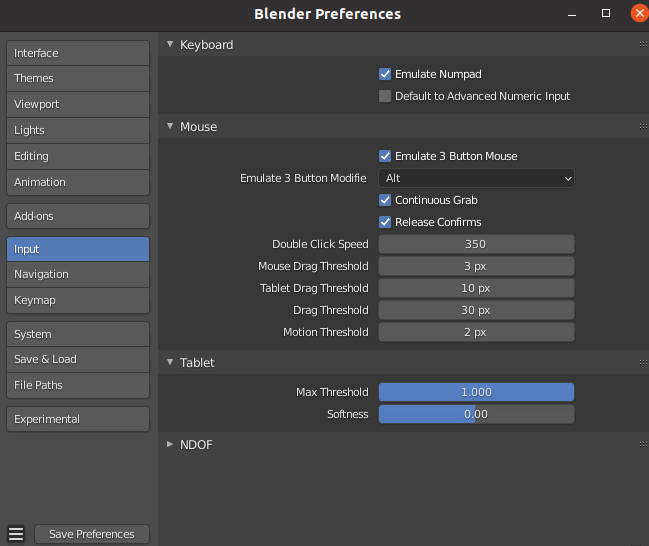 Blender Preferences
Interface
Themes
Viewport
Lights
Editing
Animation
Add-ons
Input
Navigation
Keymap
System
Save & Load
File Paths
Experimental
Save Preferences
Keyboard
Emulate Numpad
Default to Advanced Numeric Input
Mouse
Emulate 3 Button Mouse
Emulate 3 Button Modifie Alt
Continuous Grab
Release Confirms
Double Click Speed 350
Mouse Drag Threshold 3 px
Tablet Drag Threshold 10 px
Drag Threshold 30 px
Motion Threshold 2 px
Tablet
Max Threshold 1.000
Softness 0.00
NDOF